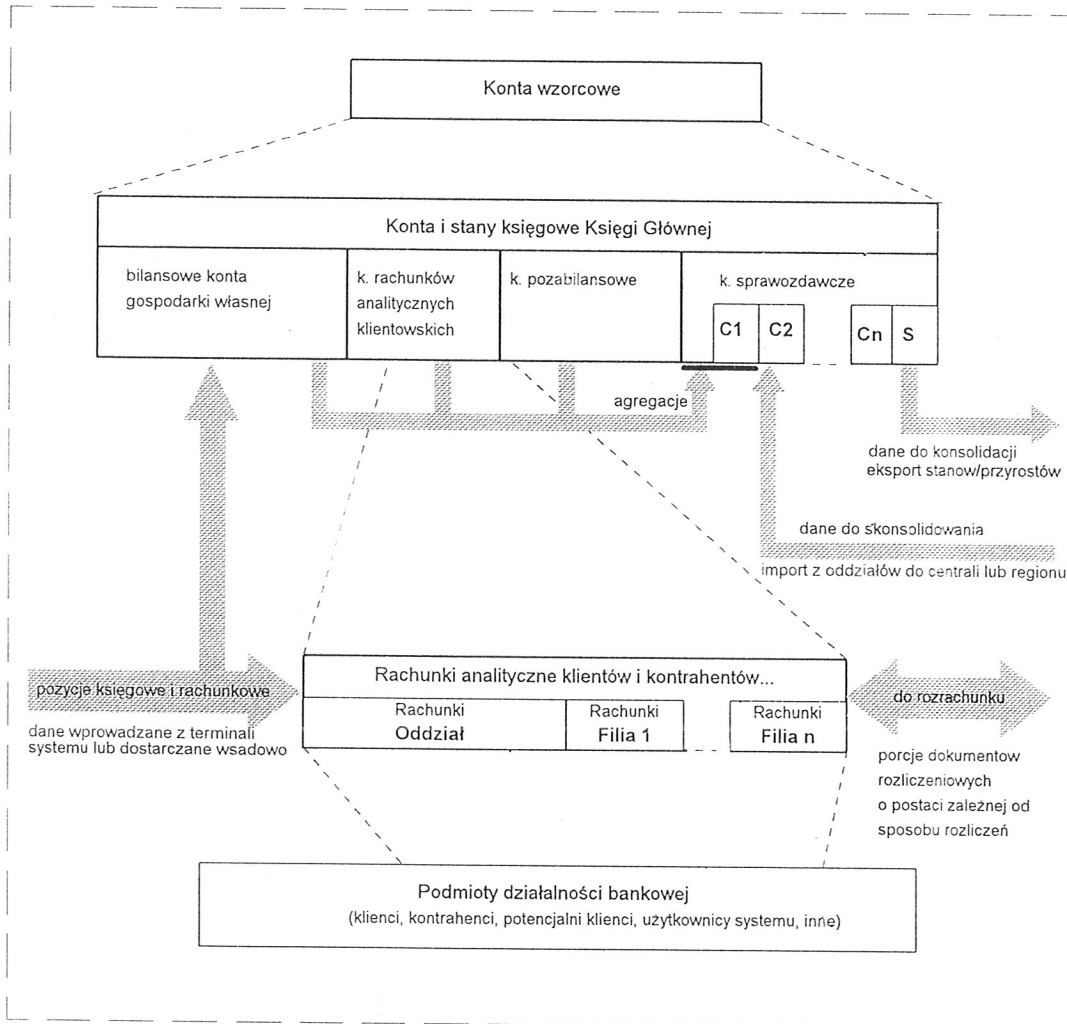 Konta wzorcowe
Konta i stany księgowe Księgi Głównej
bilansowe konta
gospodarki własnej
k. rachunków
analitycznych
klientowskich
k. pozabilansowe
k. sprawozdawcze
C1
C2
Cn
S
agregacje
dane do konsolidacji
eksport stanow/przyrostów
dane do skonsolidowania
import z oddziałów do centrali lub regionu
pozycje księgowe i rachunkowe
dane wprowadzane z terminali
systemu lub dostarczane wsadowo
Rachunki analityczne klientów i kontrahentów...
Rachunki
Oddział
Rachunki
Filia 1
Rachunki
Filia n
do rozrachunku
porcje dokumentow
rozliczeniowych
o postaci zależnej od
sposobu rozliczeń
Podmioty działalności bankowej
(klienci, kontrahenci, potencjalni klienci, użytkownicy systemu, inne)